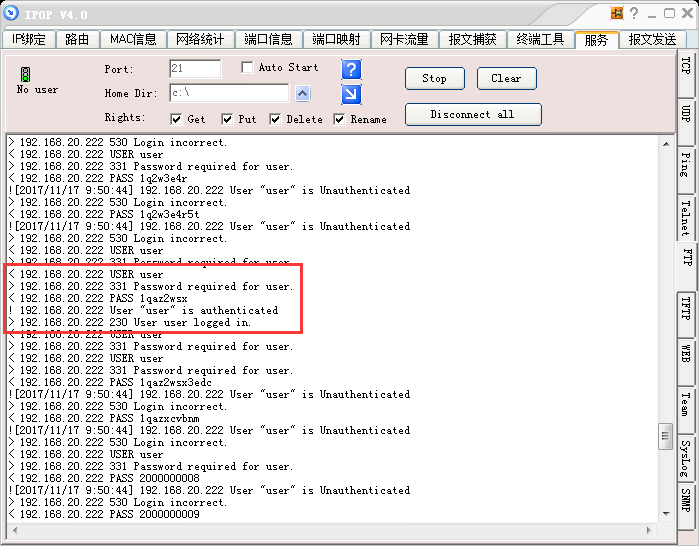 IPOP V4.0
IP绑定 路由 MAC信息 网络统计 端口信息 端口映射 网卡流量 报文捕获 终端工具 服务 报文发送
No user
Port: 21 Auto Start Stop Clear
Home Dir: c:\ Disconnect all
Rights: Get Put Delete Rename
> 192.168.20.222 530 Login incorrect.
< 192.168.20.222 USER user
> 192.168.20.222 331 Password required for user.
< 192.168.20.222 PASS 1q2w3e4r
![2017/11/17 9:50:44] 192.168.20.222 User "user" is Unauthenticated
> 192.168.20.222 530 Login incorrect.
< 192.168.20.222 PASS 1q2w3e4r5t
![2017/11/17 9:50:44] 192.168.20.222 User "user" is Unauthenticated
> 192.168.20.222 530 Login incorrect.
< 192.168.20.222 USER user
> 192.168.20.222 331 Password required for user.
< 192.168.20.222 USER user
> 192.168.20.222 331 Password required for user.
< 192.168.20.222 PASS 1qaz2wsx
! 192.168.20.222 User "user" is authenticated
> 192.168.20.222 230 User user logged in.
< 192.168.20.222 USER user
> 192.168.20.222 331 Password required for user.
< 192.168.20.222 USER user
> 192.168.20.222 331 Password required for user.
< 192.168.20.222 PASS 1qaz2wsx3edc
![2017/11/17 9:50:44] 192.168.20.222 User "user" is Unauthenticated
> 192.168.20.222 530 Login incorrect.
< 192.168.20.222 PASS 1qazxcvbnm
![2017/11/17 9:50:44] 192.168.20.222 User "user" is Unauthenticated
> 192.168.20.222 530 Login incorrect.
< 192.168.20.222 USER user
> 192.168.20.222 331 Password required for user.
< 192.168.20.222 PASS 2000000008
![2017/11/17 9:50:44] 192.168.20.222 User "user" is Unauthenticated
> 192.168.20.222 530 Login incorrect.
< 192.168.20.222 PASS 2000000009
TCP
UDP
Ping
Telnet
FTP
TFTP
WEB
Team
SysLog
SNMP